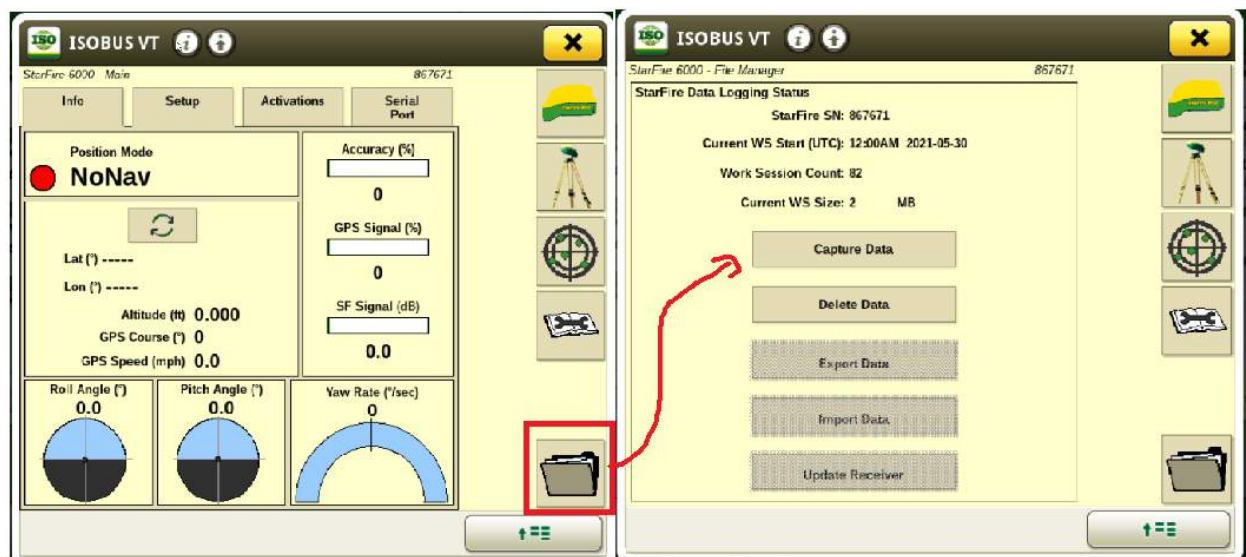 ISO ISOBUS VT
StarFire 6000 - Main 867671
Info Setup Activations Serial Port
Position Mode
NoNav
Lat (°) -----
Lon (°) -----
Altitude (ft) 0.000
GPS Course (°) 0
GPS Speed (mph) 0.0
Accuracy (%)
0
GPS Signal (%)
0
SF Signal (dB)
0.0
Roll Angle (°)
0.0
Pitch Angle (°)
0.0
Yaw Rate (°/sec)
0
ISO ISOBUS VT
StarFire 6000 - File Manager 867671
StarFire Data Logging Status
StarFire SN: 867671
Current WS Start (UTC): 12:00AM 2021-05-30
Work Session Count: 82
Current WS Size: 2 MB
Capture Data
Delete Data
Export Data
Import Data
Update Receiver